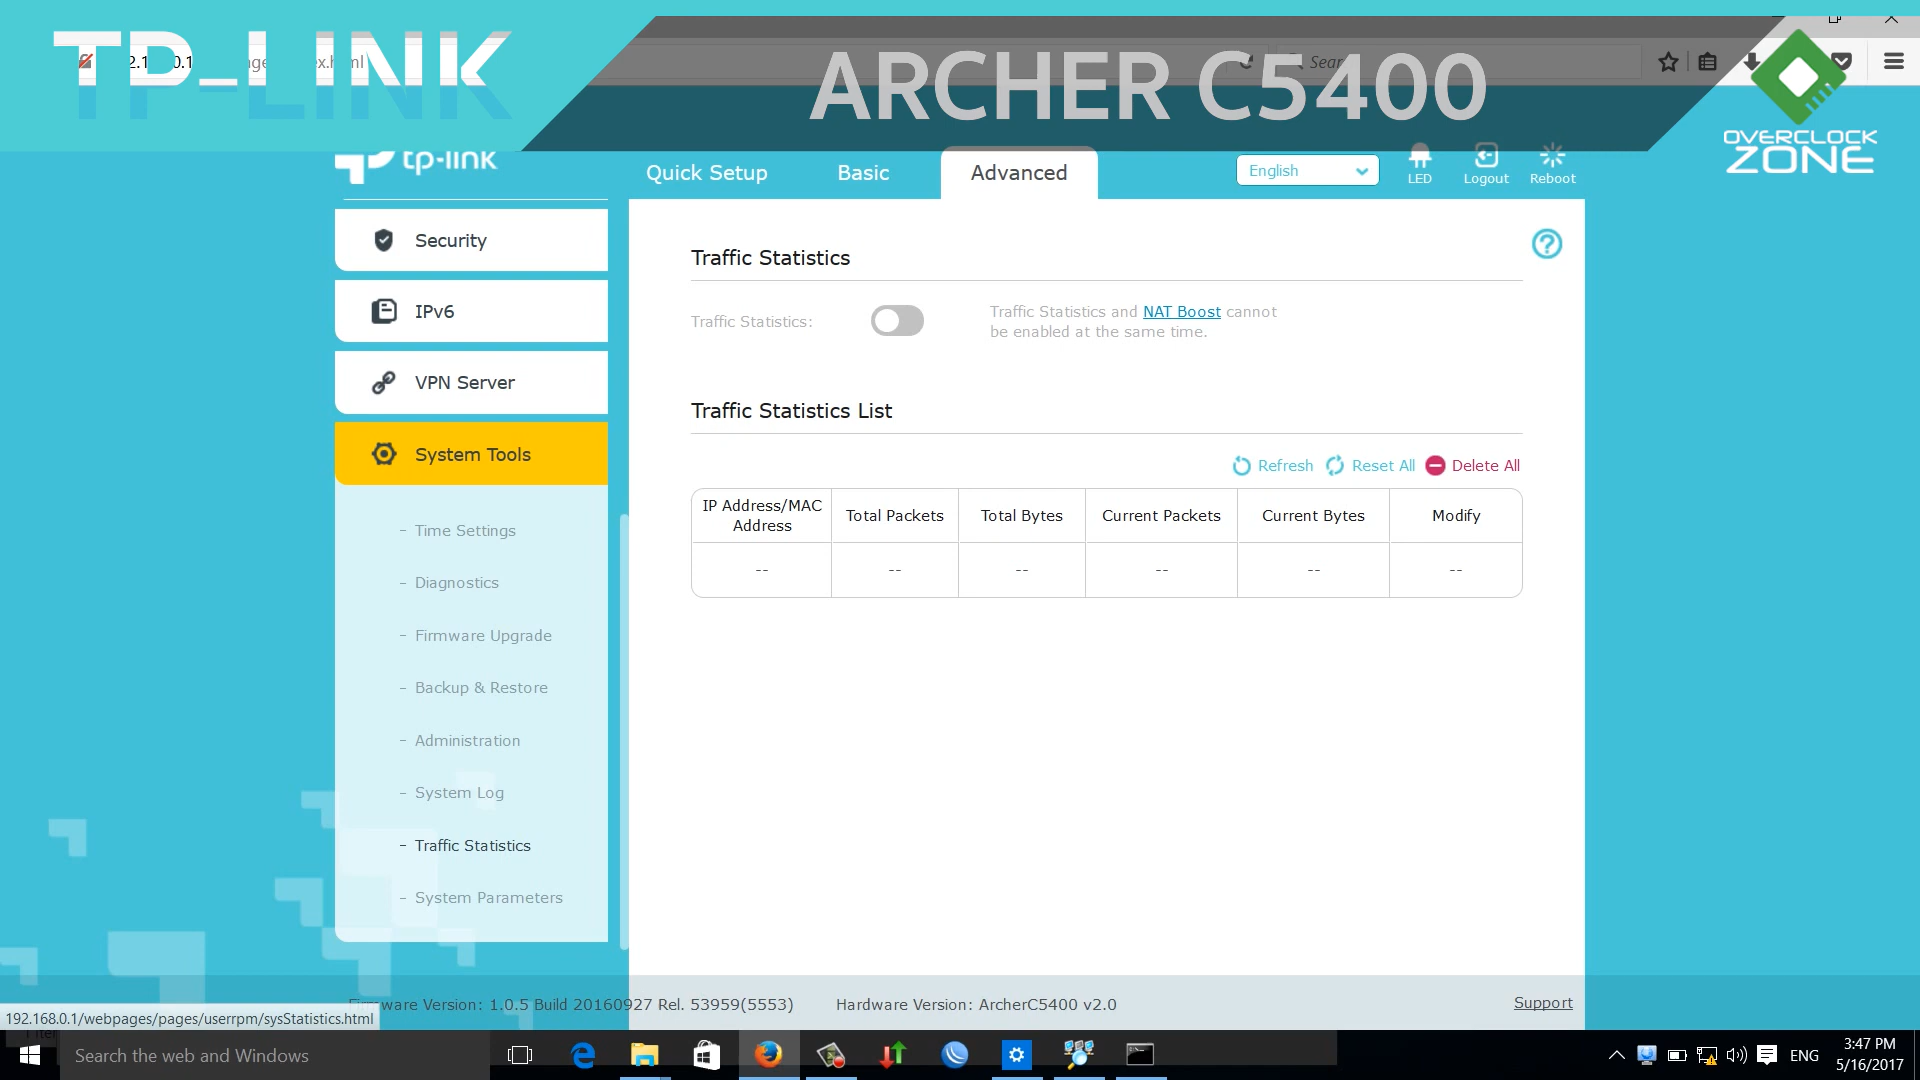 TP-LINK
ARCHER C5400
OVERCLOCK
ZONE
tp-link
Quick Setup
Basic
Advanced
English
LED
Logout
Reboot
Security
IPv6
VPN Server
System Tools
- Time Settings
- Diagnostics
- Firmware Upgrade
- Backup & Restore
- Administration
- System Log
- Traffic Statistics
- System Parameters
Traffic Statistics
Traffic Statistics:
Traffic Statistics and NAT Boost cannot
be enabled at the same time.
Traffic Statistics List
Refresh
Reset All
Delete All
IP Address/MAC
Address
Total Packets
Total Bytes
Current Packets
Current Bytes
Modify
-- -- -- -- -- --
Firmware Version: 1.0.5 Build 20160927 Rel. 53959(5553)
Hardware Version: ArcherC5400 v2.0
Support
192.168.0.1/webpages/pages/userrpm/sysStatistics.html
Search the web and Windows
ENG
3:47 PM
5/16/2017